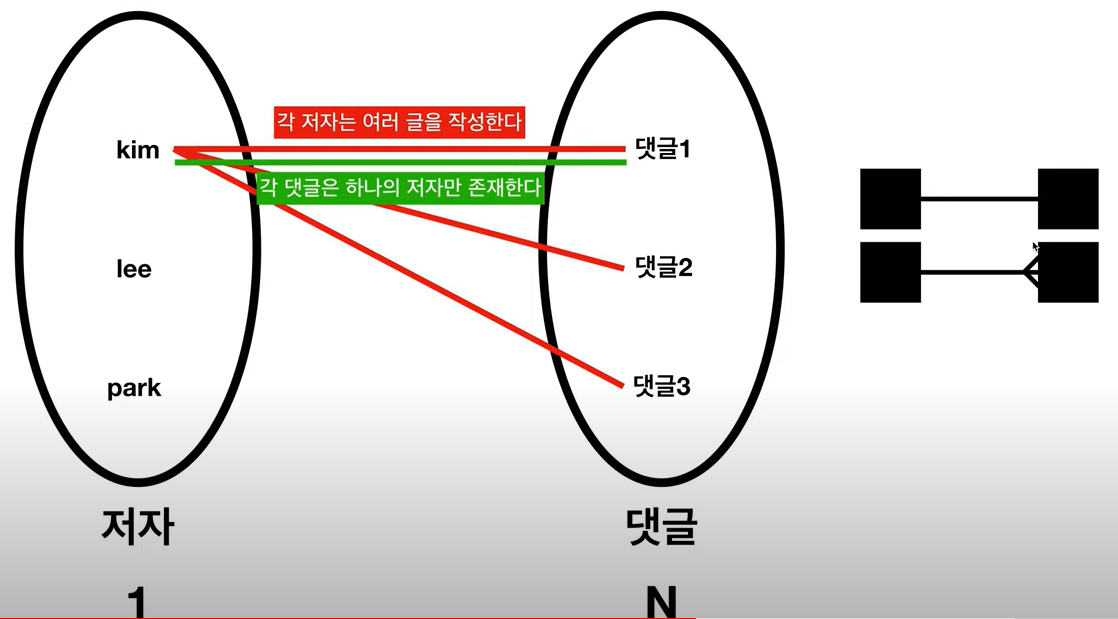 각 저자는 여러 글을 작성한다
kim
댓글1
각 댓글은 하나의 저자만 존재한다
lee
댓글2
park
댓글3
저자
댓글
1
N